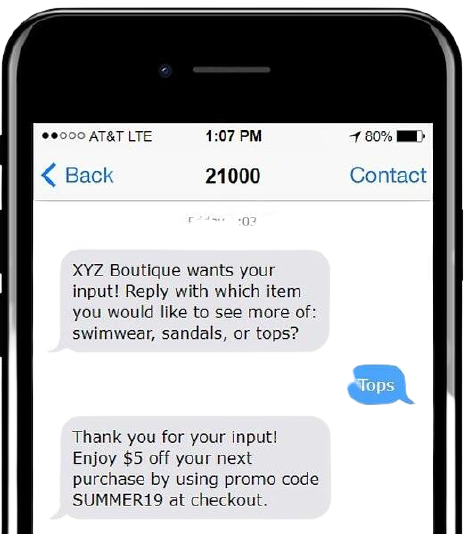 AT&T LTE 1:07 PM 80%
Back 21000 Contact
:03
XYZ Boutique wants your
input! Reply with which item
you would like to see more of:
swimwear, sandals, or tops?
Tops
Thank you for your input!
Enjoy $5 off your next
purchase by using promo code
SUMMER19 at checkout.